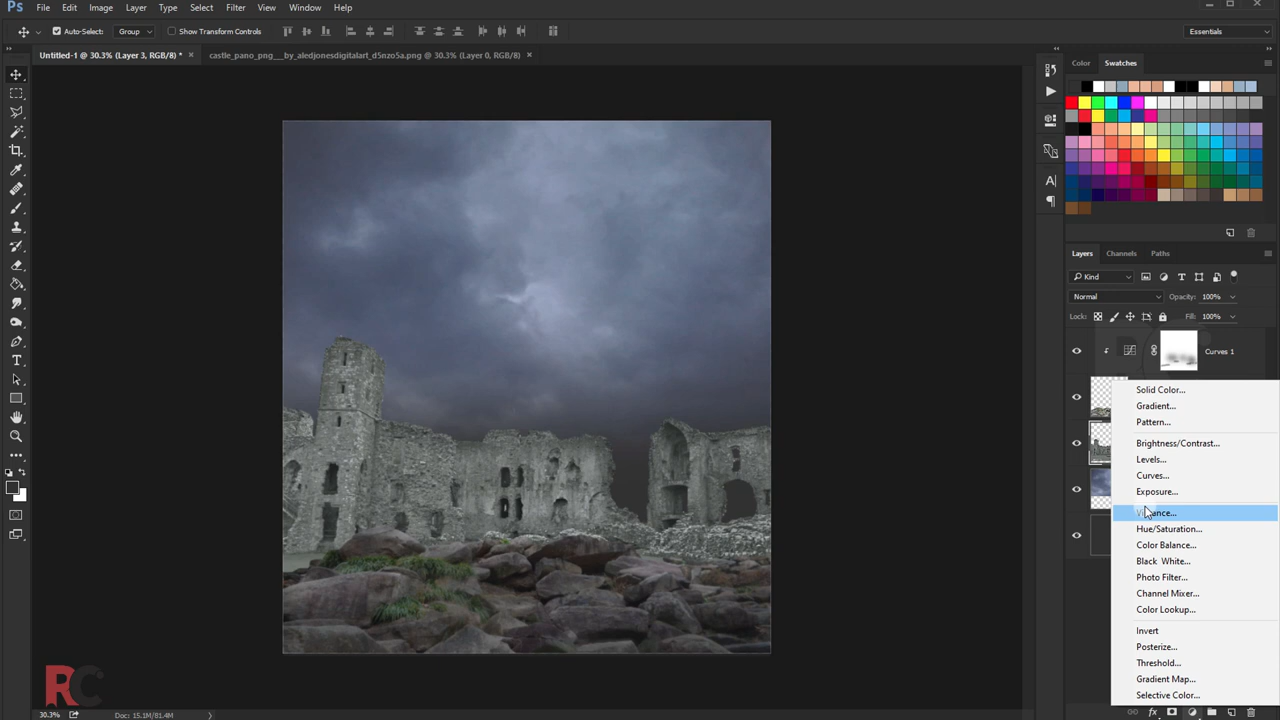 Ps File Edit Image Layer Type Select Filter View Window Help
Auto-Select: Group Show Transform Controls Essentials
Untitled-1 @ 30.3% (Layer 3, RGB/8) * × castle_pano_png___by_aledjonesdigitalart_d5nzo5a.png @ 30.3% (Layer 0, RGB/8) ×
Color Swatches
Layers Channels Paths
Kind
Normal Opacity: 100%
Lock: Fill: 100%
Curves 1
Solid Color...
Gradient...
Pattern...
Brightness/Contrast...
Levels...
Curves...
Exposure...
Vibrance...
Hue/Saturation...
Color Balance...
Black White...
Photo Filter...
Channel Mixer...
Color Lookup...
Invert
Posterize...
Threshold...
Gradient Map...
Selective Color...
RC
30.3% Doc: 15.1M/81.4M
fx